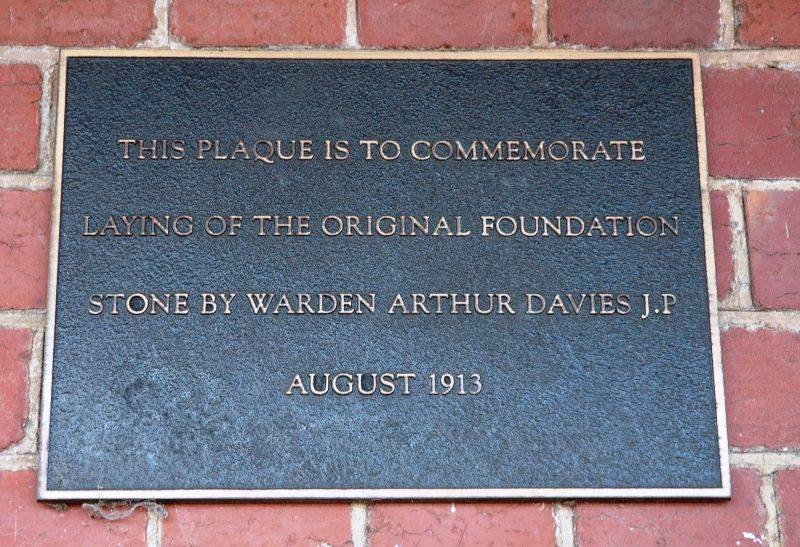 THIS PLAQUE IS TO COMMEMORATE
LAYING OF THE ORIGINAL FOUNDATION
STONE BY WARDEN ARTHUR DAVIES J.P
AUGUST 1913